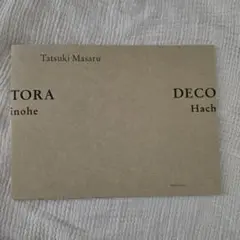 Tatsuki Masaru
TORA DECO
inohe Hach